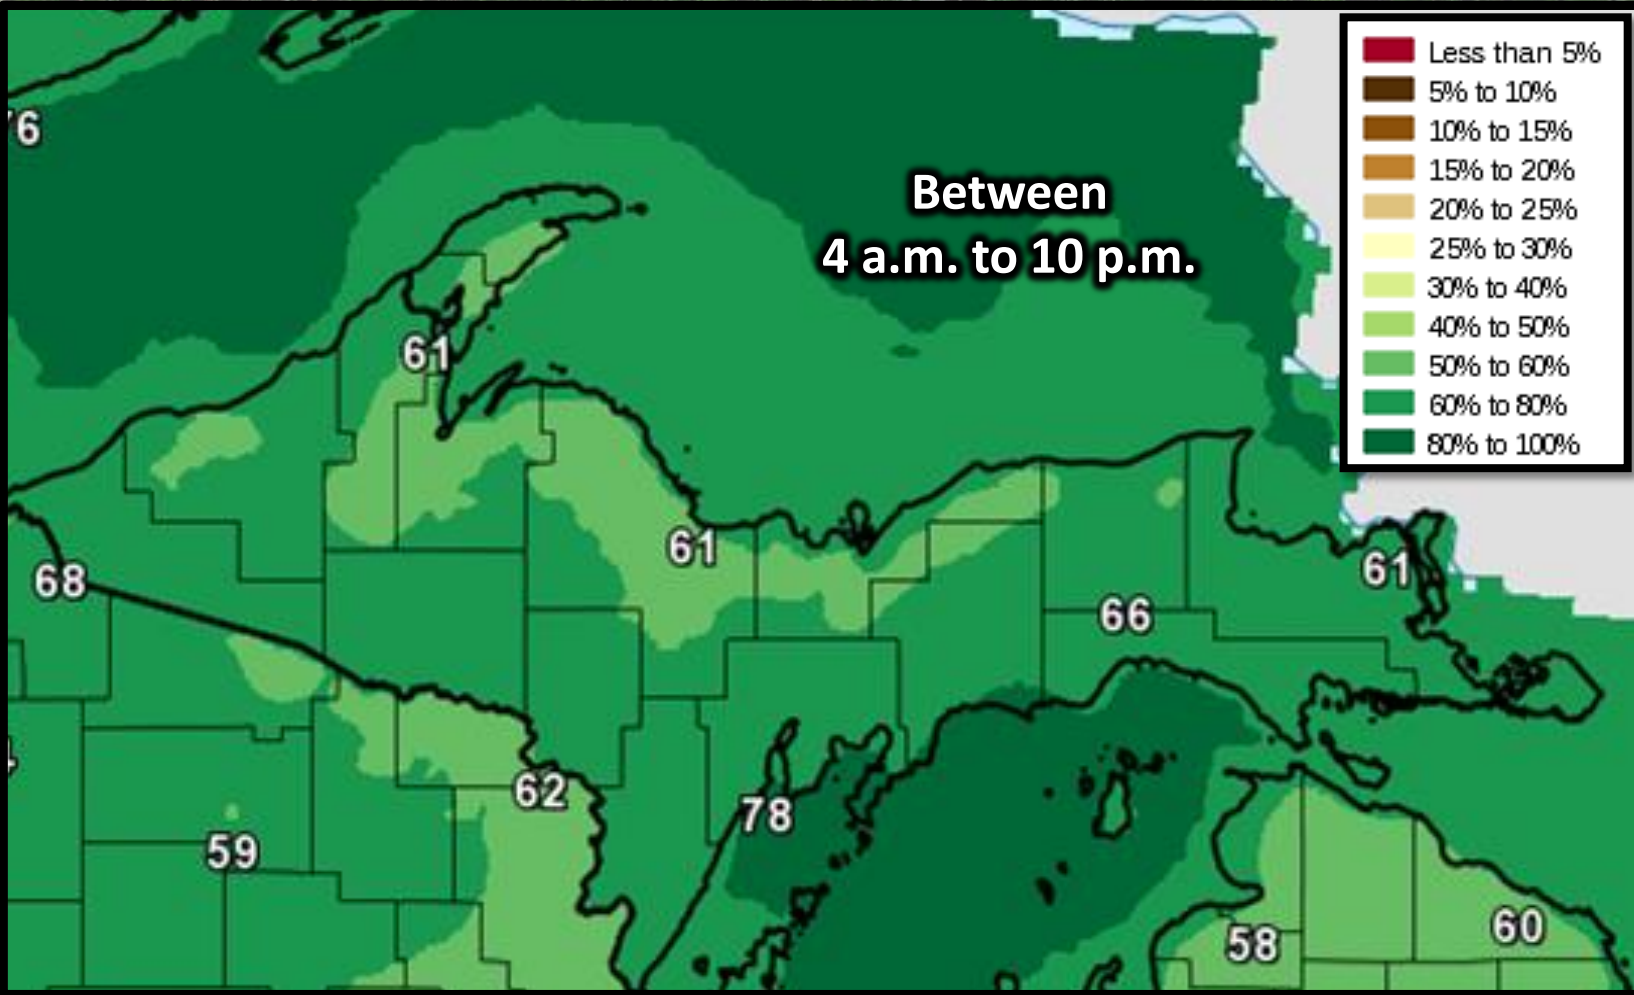 Less than 5%
5% to 10%
10% to 15%
15% to 20%
20% to 25%
25% to 30%
30% to 40%
40% to 50%
50% to 60%
60% to 80%
80% to 100%
Between
4 a.m. to 10 p.m.
61
61
68
61
66
62
78
59
58
60